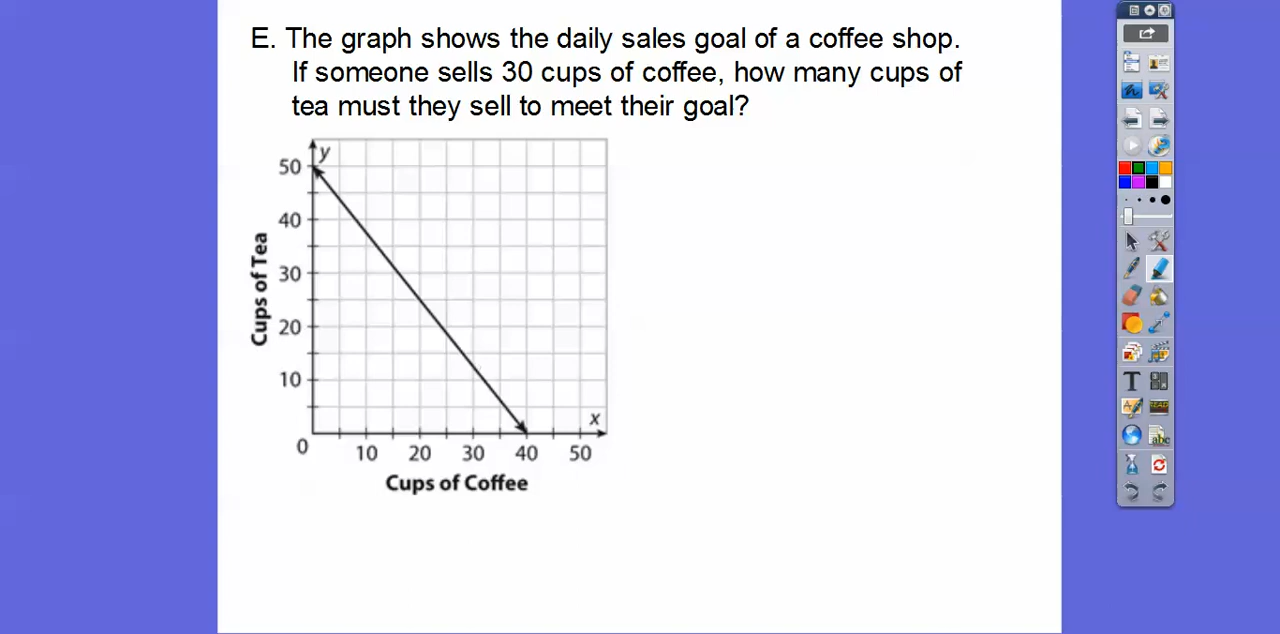 E. The graph shows the daily sales goal of a coffee shop.
If someone sells 30 cups of coffee, how many cups of
tea must they sell to meet their goal?
y
50
40
30
20
10
Cups of Tea
x
0 10 20 30 40 50
Cups of Coffee
T